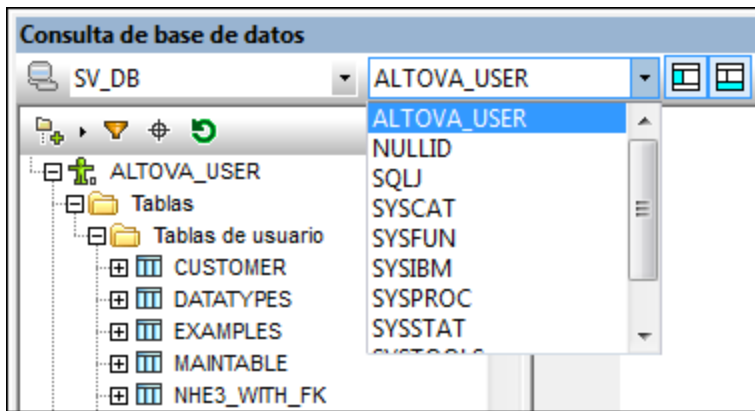 Consulta de base de datos
SV_DB
ALTOVA_USER
ALTOVA_USER
NULLID
SQLJ
SYSCAT
SYSFUN
SYSIBM
SYSPROC
SYSSTAT
SYSTOOLS
ALTOVA_USER
Tablas
Tablas de usuario
CUSTOMER
DATATYPES
EXAMPLES
MAINTABLE
NHE3_WITH_FK